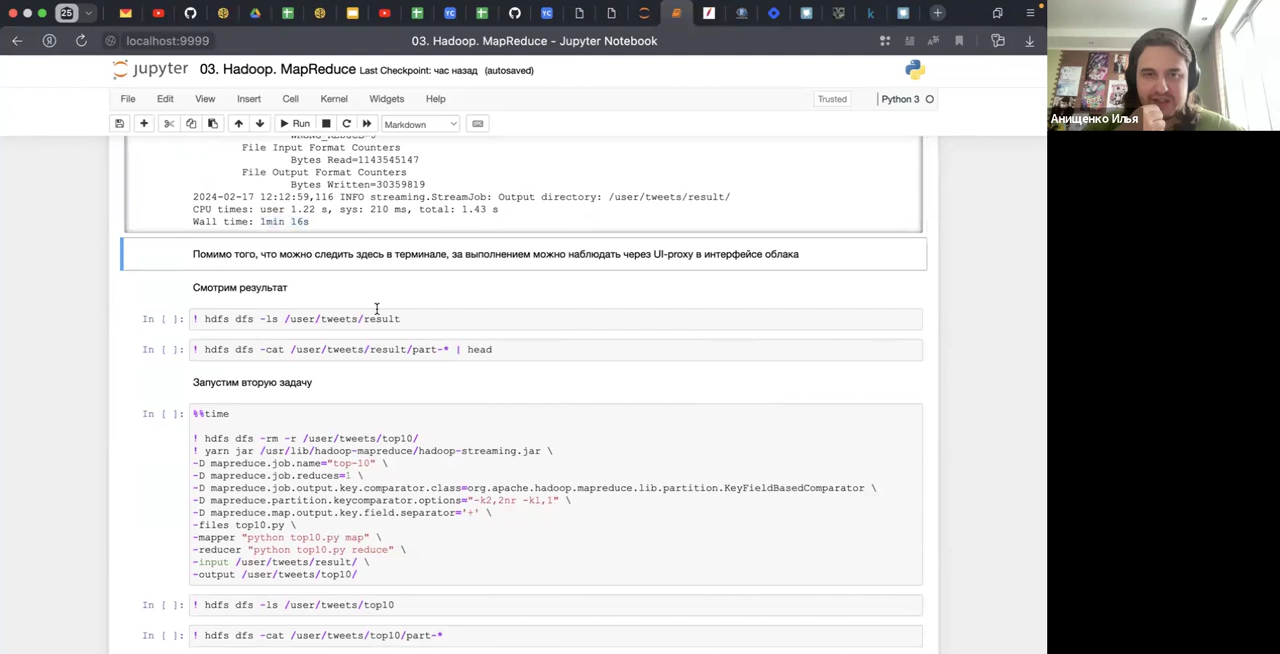 25
localhost:9999
03. Hadoop. MapReduce - Jupyter Notebook
jupyter 03. Hadoop. MapReduce Last Checkpoint: час назад (autosaved)
File Edit View Insert Cell Kernel Widgets Help
Trusted
Python 3
Run
Markdown
File Input Format Counters
Bytes Read=1143545147
File Output Format Counters
Bytes Written=30359819
2024-02-17 12:12:59,116 INFO streaming.StreamJob: Output directory: /user/tweets/result/
CPU times: user 1.22 s, sys: 210 ms, total: 1.43 s
Wall time: 1min 16s
Помимо того, что можно следить здесь в терминале, за выполнением можно наблюдать через UI-proxy в интерфейсе облака
Смотрим результат
In [ ]: ! hdfs dfs -ls /user/tweets/result
In [ ]: ! hdfs dfs -cat /user/tweets/result/part-* | head
Запустим вторую задачу
In [ ]: %%time
! hdfs dfs -rm -r /user/tweets/top10/
! yarn jar /usr/lib/hadoop-mapreduce/hadoop-streaming.jar \
-D mapreduce.job.name="top-10" \
-D mapreduce.job.reduces=1 \
-D mapreduce.job.output.key.comparator.class=org.apache.hadoop.mapreduce.lib.partition.KeyFieldBasedComparator \
-D mapreduce.partition.keycomparator.options="-k2,2nr -k1,1" \
-D mapreduce.map.output.key.field.separator='+' \
-files top10.py \
-mapper "python top10.py map" \
-reducer "python top10.py reduce" \
-input /user/tweets/result/ \
-output /user/tweets/top10/
In [ ]: ! hdfs dfs -ls /user/tweets/top10
In [ ]: ! hdfs dfs -cat /user/tweets/top10/part-*
Анищенко Илья